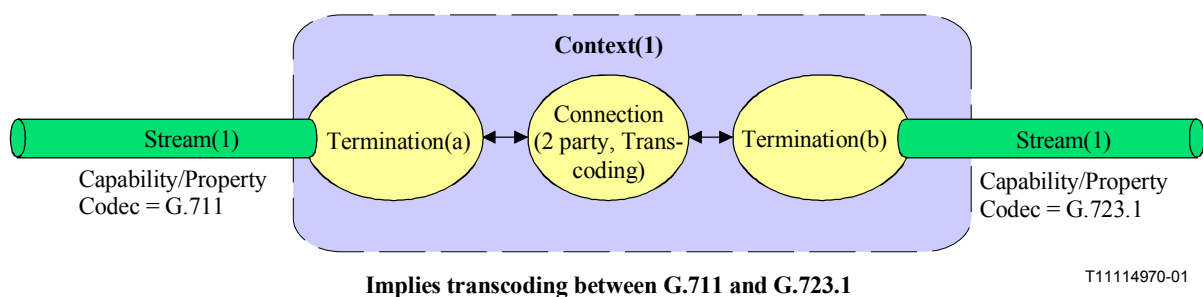 Context(1)
Stream(1)
Termination(a)
Connection
(2 party, Trans-
coding)
Termination(b)
Stream(1)
Capability/Property
Codec = G.711
Capability/Property
Codec = G.723.1
Implies transcoding between G.711 and G.723.1
T11114970-01